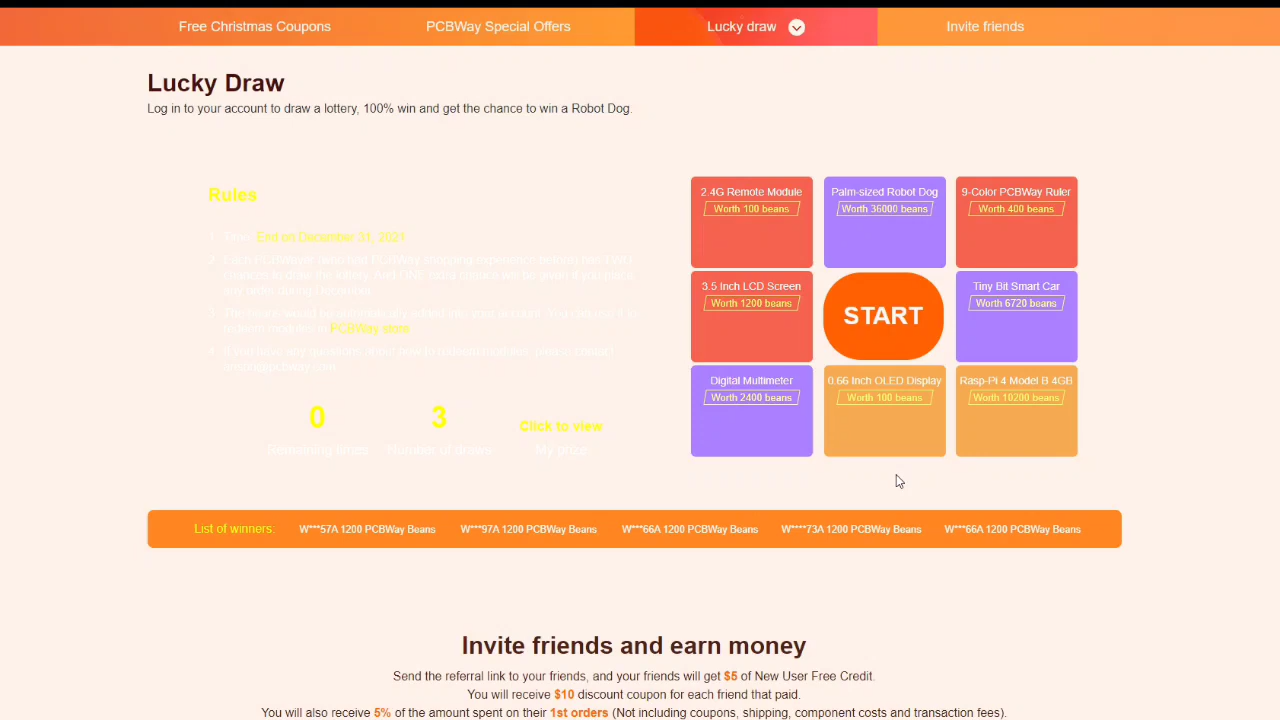 Free Christmas Coupons
PCBWay Special Offers
Lucky draw
Invite friends
Lucky Draw
Log in to your account to draw a lottery, 100% win and get the chance to win a Robot Dog.
Rules
End on December 31, 2021
PCBWay store
0
3
Click to view
Remaining times
Number of draws
My prize
2.4G Remote Module
Worth 100 beans
Palm-sized Robot Dog
Worth 36000 beans
9-Color PCBWay Ruler
Worth 400 beans
3.5 Inch LCD Screen
Worth 1200 beans
START
Tiny Bit Smart Car
Worth 6720 beans
Digital Multimeter
Worth 2400 beans
0.66 Inch OLED Display
Worth 100 beans
Rasp-Pi 4 Model B 4GB
Worth 10200 beans
List of winners: W***57A 1200 PCBWay Beans W***97A 1200 PCBWay Beans W***66A 1200 PCBWay Beans W****73A 1200 PCBWay Beans W***66A 1200 PCBWay Beans
Invite friends and earn money
Send the referral link to your friends, and your friends will get $5 of New User Free Credit.
You will receive $10 discount coupon for each friend that paid.
You will also receive 5% of the amount spent on their 1st orders (Not including coupons, shipping, component costs and transaction fees).